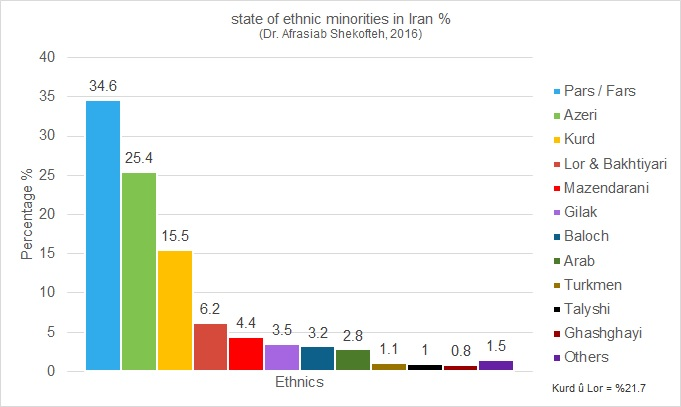 state of ethnic minorities in Iran %
(Dr. Afrasiab Shekofteh, 2016)
40
35
30
25
20
15
10
5
0
Percentage %
34.6
25.4
15.5
6.2
4.4
3.5
3.2
2.8
1.1
1
0.8
1.5
Ethnics
Pars / Fars
Azeri
Kurd
Lor & Bakhtiyari
Mazendarani
Gilak
Baloch
Arab
Turkmen
Talyshi
Ghashghayi
Others
Kurd û Lor = %21.7